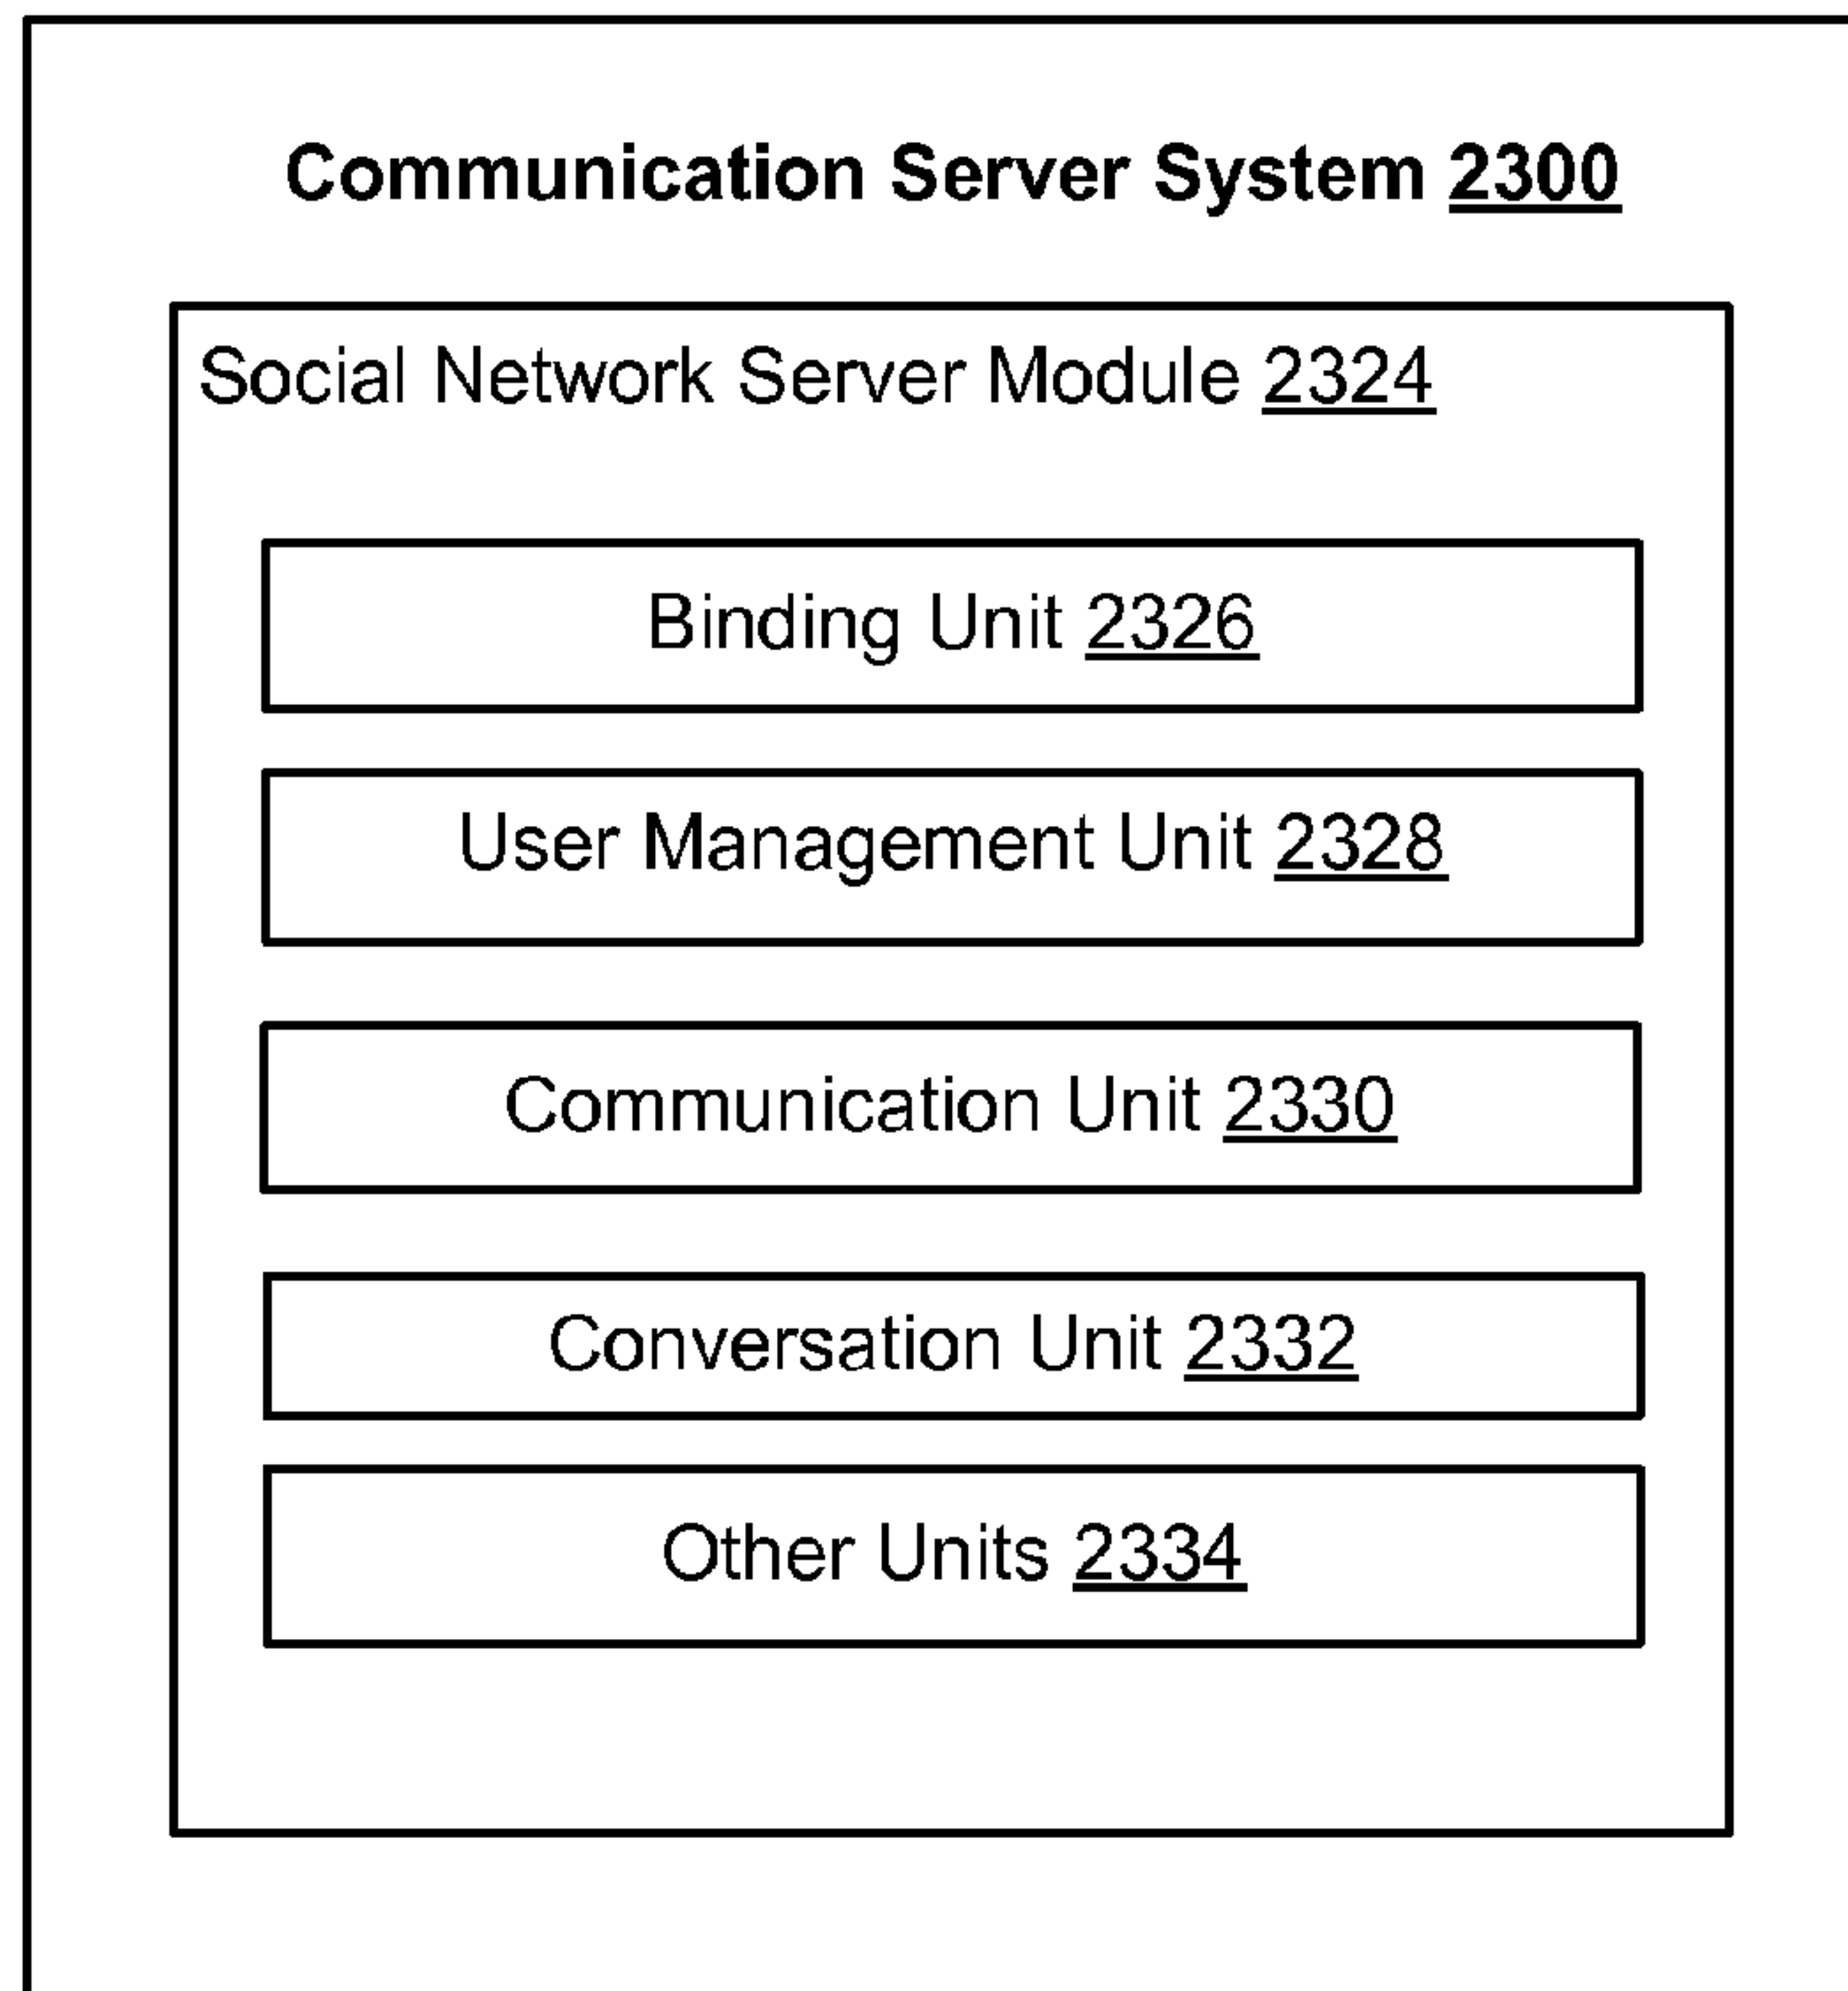 Communication Server System 2300
Social Network Server Module 2324
Binding Unit 2326
User Management Unit 2328
Communication Unit 2330
Conversation Unit 2332
Other Units 2334